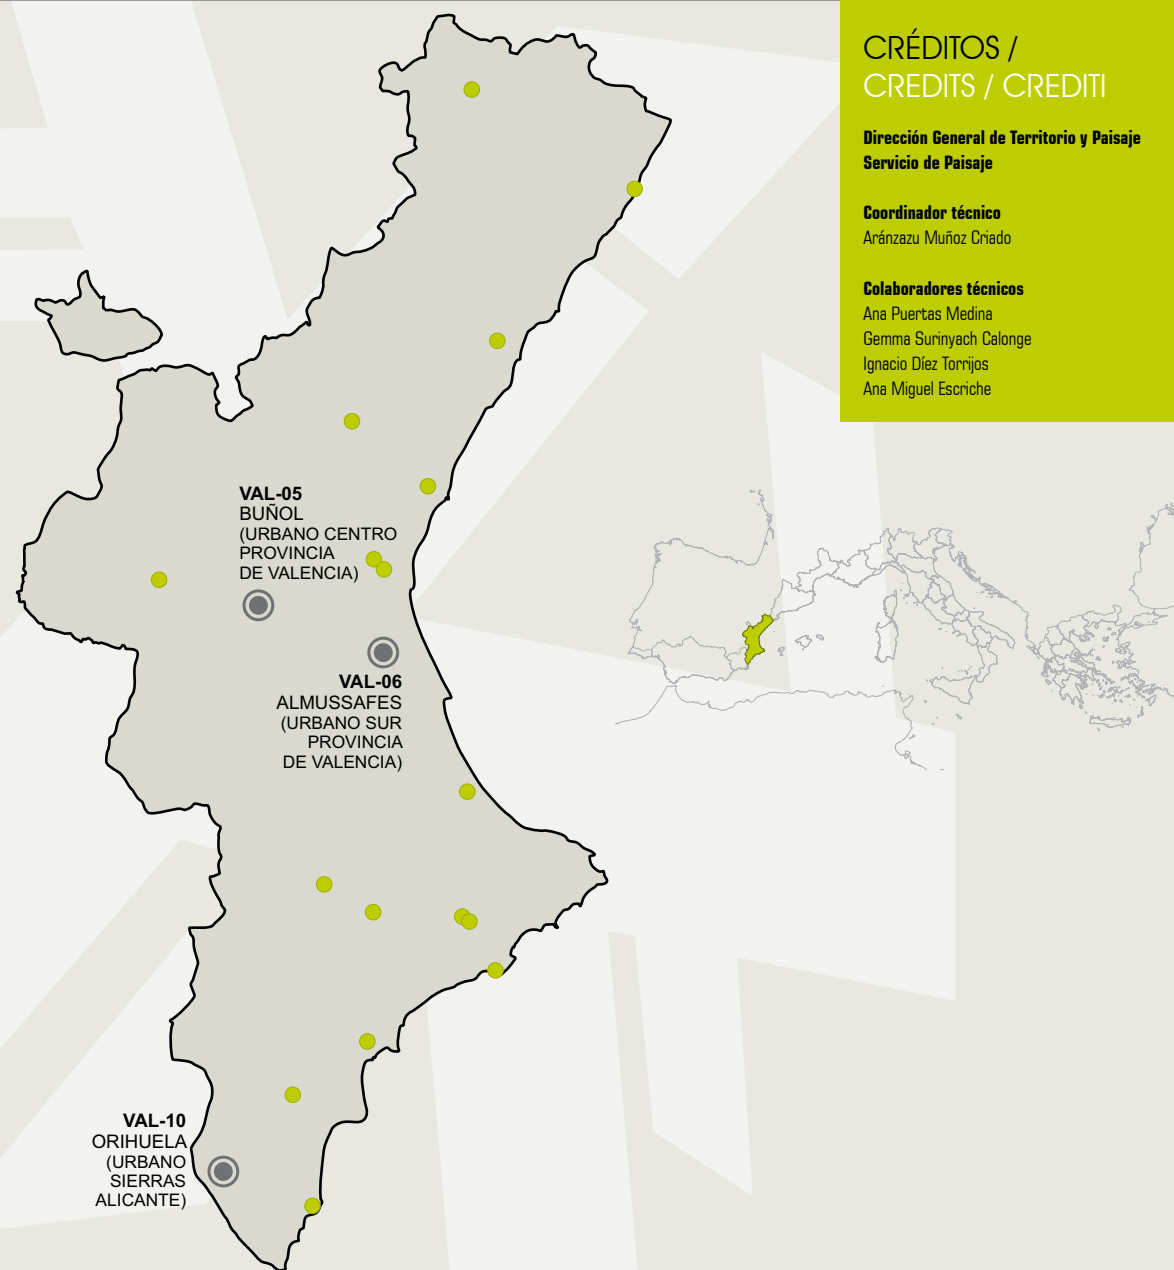 CRÉDITOS /
CREDITS / CREDITI
Dirección General de Territorio y Paisaje
Servicio de Paisaje
Coordinador técnico
Aránzazu Muñoz Criado
Colaboradores técnicos
Ana Puertas Medina
Gemma Surinyach Calonge
Ignacio Díez Torrijos
Ana Miguel Escriche
VAL-05
BUÑOL
(URBANO CENTRO
PROVINCIA
DE VALENCIA)
VAL-06
ALMUSSAFES
(URBANO SUR
PROVINCIA
DE VALENCIA)
VAL-10
ORIHUELA
(URBANO
SIERRAS
ALICANTE)